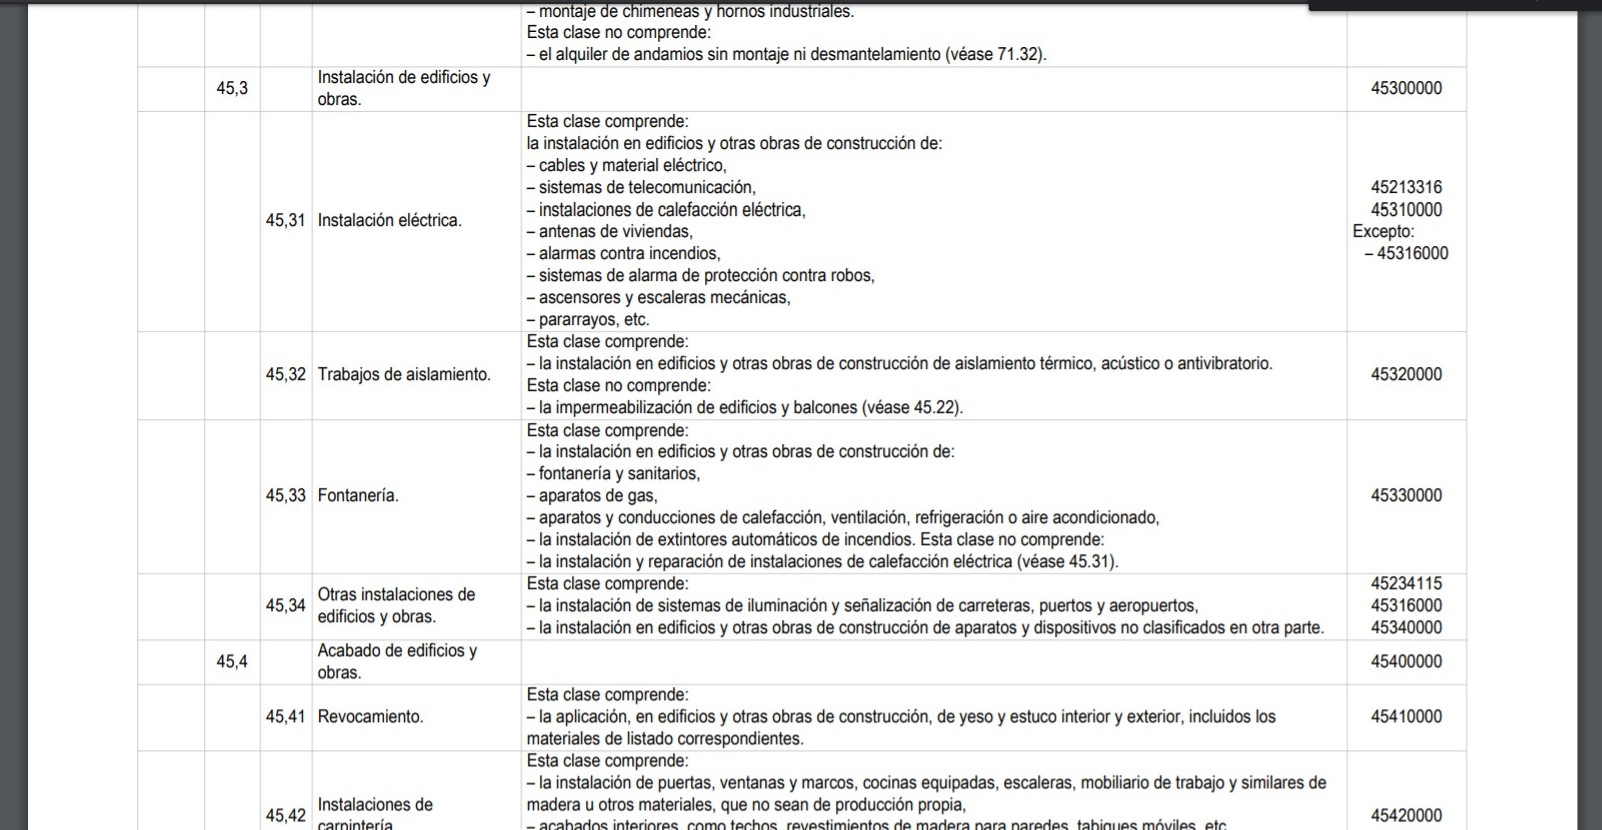 – montaje de chimeneas y hornos industriales.
Esta clase no comprende:
– el alquiler de andamios sin montaje ni desmantelamiento (véase 71.32).
45,3
Instalación de edificios y
obras.
45300000
45,31
Instalación eléctrica.
Esta clase comprende:
la instalación en edificios y otras obras de construcción de:
– cables y material eléctrico,
– sistemas de telecomunicación,
– instalaciones de calefacción eléctrica,
– antenas de viviendas,
– alarmas contra incendios,
– sistemas de alarma de protección contra robos,
– ascensores y escaleras mecánicas,
– pararrayos, etc.
45213316
45310000
Excepto:
– 45316000
45,32
Trabajos de aislamiento.
Esta clase comprende:
– la instalación en edificios y otras obras de construcción de aislamiento térmico, acústico o antivibratorio.
Esta clase no comprende:
– la impermeabilización de edificios y balcones (véase 45.22).
45320000
45,33
Fontanería.
Esta clase comprende:
– la instalación en edificios y otras obras de construcción de:
– fontanería y sanitarios,
– aparatos de gas,
– aparatos y conducciones de calefacción, ventilación, refrigeración o aire acondicionado,
– la instalación de extintores automáticos de incendios. Esta clase no comprende:
– la instalación y reparación de instalaciones de calefacción eléctrica (véase 45.31).
45330000
45,34
Otras instalaciones de
edificios y obras.
Esta clase comprende:
– la instalación de sistemas de iluminación y señalización de carreteras, puertos y aeropuertos,
– la instalación en edificios y otras obras de construcción de aparatos y dispositivos no clasificados en otra parte.
45234115
45316000
45340000
45,4
Acabado de edificios y
obras.
45400000
45,41
Revocamiento.
Esta clase comprende:
– la aplicación, en edificios y otras obras de construcción, de yeso y estuco interior y exterior, incluidos los
materiales de listado correspondientes.
45410000
45,42
Instalaciones de
carpintería
Esta clase comprende:
– la instalación de puertas, ventanas y marcos, cocinas equipadas, escaleras, mobiliario de trabajo y similares de
madera u otros materiales, que no sean de producción propia,
– acabados interiores, como techos, revestimientos de madera para paredes, tabiques móviles, etc
45420000